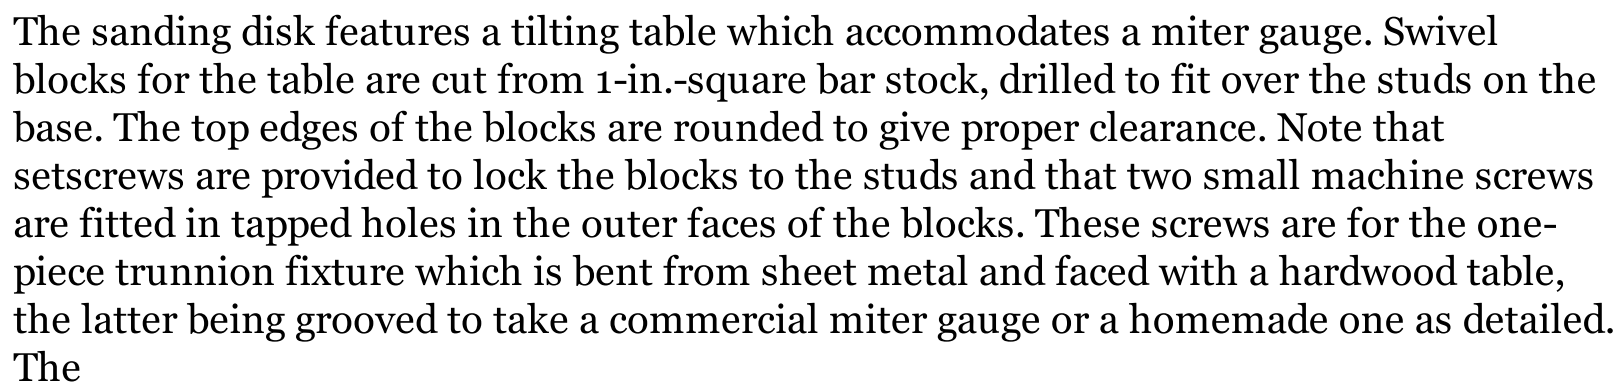 The sanding disk features a tilting table which accommodates a miter gauge. Swivel
blocks for the table are cut from 1-in.-square bar stock, drilled to fit over the studs on the
base. The top edges of the blocks are rounded to give proper clearance. Note that
setscrews are provided to lock the blocks to the studs and that two small machine screws
are fitted in tapped holes in the outer faces of the blocks. These screws are for the one-
piece trunnion fixture which is bent from sheet metal and faced with a hardwood table,
the latter being grooved to take a commercial miter gauge or a homemade one as detailed.
The